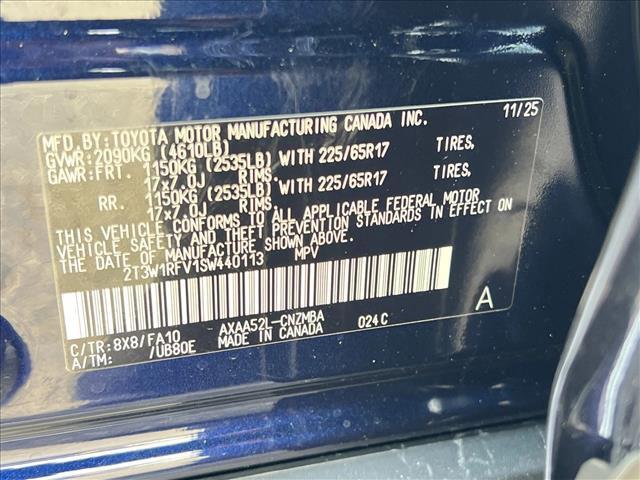 MFD.BY:TOYOTA MOTOR MANUFACTURING CANADA INC. 11/25
GVWR:2090KG (4610LB)
GAWR:FRT. 1150KG (2535LB) WITH 225/65R17 TIRES,
17x7.0J RIMS.
RR. 1150KG (2535LB) WITH 225/65R17 TIRES,
17x7.0J RIMS.
THIS VEHICLE CONFORMS TO ALL APPLICABLE FEDERAL MOTOR
VEHICLE SAFETY AND THEFT PREVENTION STANDARDS IN EFFECT ON
THE DATE OF MANUFACTURE SHOWN ABOVE.
2T3W1RFV1SW440113 MPV
A
C/TR:8X8/FA10 AXAA52L-CNZMBA 024C
A/TM: /UB80E MADE IN CANADA